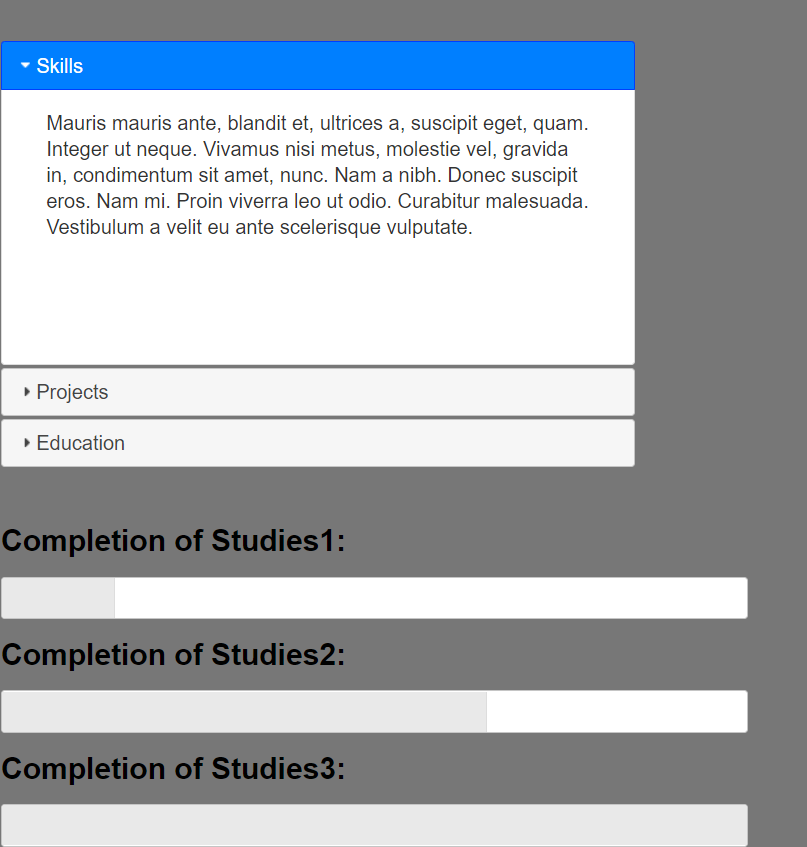 Skills
Mauris mauris ante, blandit et, ultrices a, suscipit eget, quam.
Integer ut neque. Vivamus nisi metus, molestie vel, gravida
in, condimentum sit amet, nunc. Nam a nibh. Donec suscipit
eros. Nam mi. Proin viverra leo ut odio. Curabitur malesuada.
Vestibulum a velit eu ante scelerisque vulputate.
Projects
Education
Completion of Studies1:
Completion of Studies2:
Completion of Studies3: